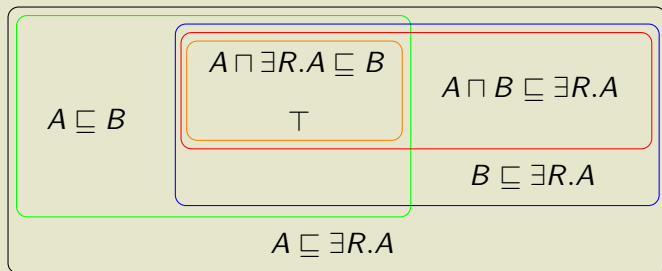 A ⊓ ∃R.A ⊑ B
A ⊓ B ⊑ ∃R.A
A ⊑ B
⊤
B ⊑ ∃R.A
A ⊑ ∃R.A